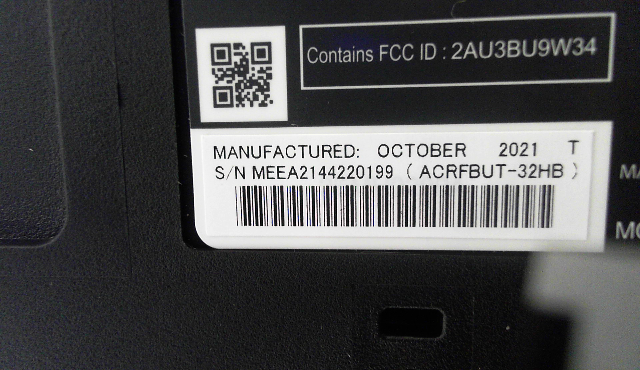 Contains FCC ID : 2AU3BU9W34
MANUFACTURED: OCTOBER 2021 T
S/N MEEA2144220199 ( ACRFBUT-32HB )